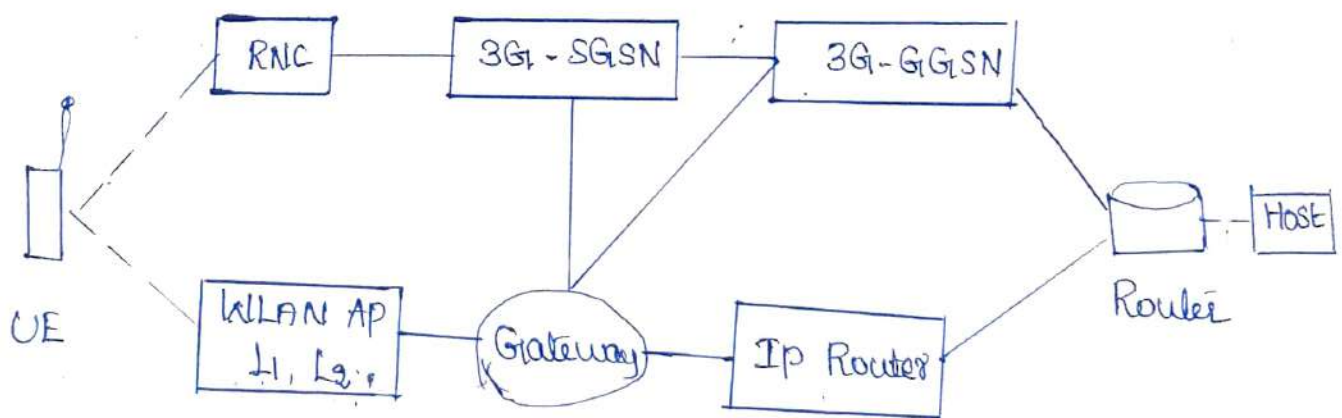 RNC
3G-SGSN
3G-GGSN
UE
WLAN AP
L1, L2,
Gateway
Ip Router
Router
Host